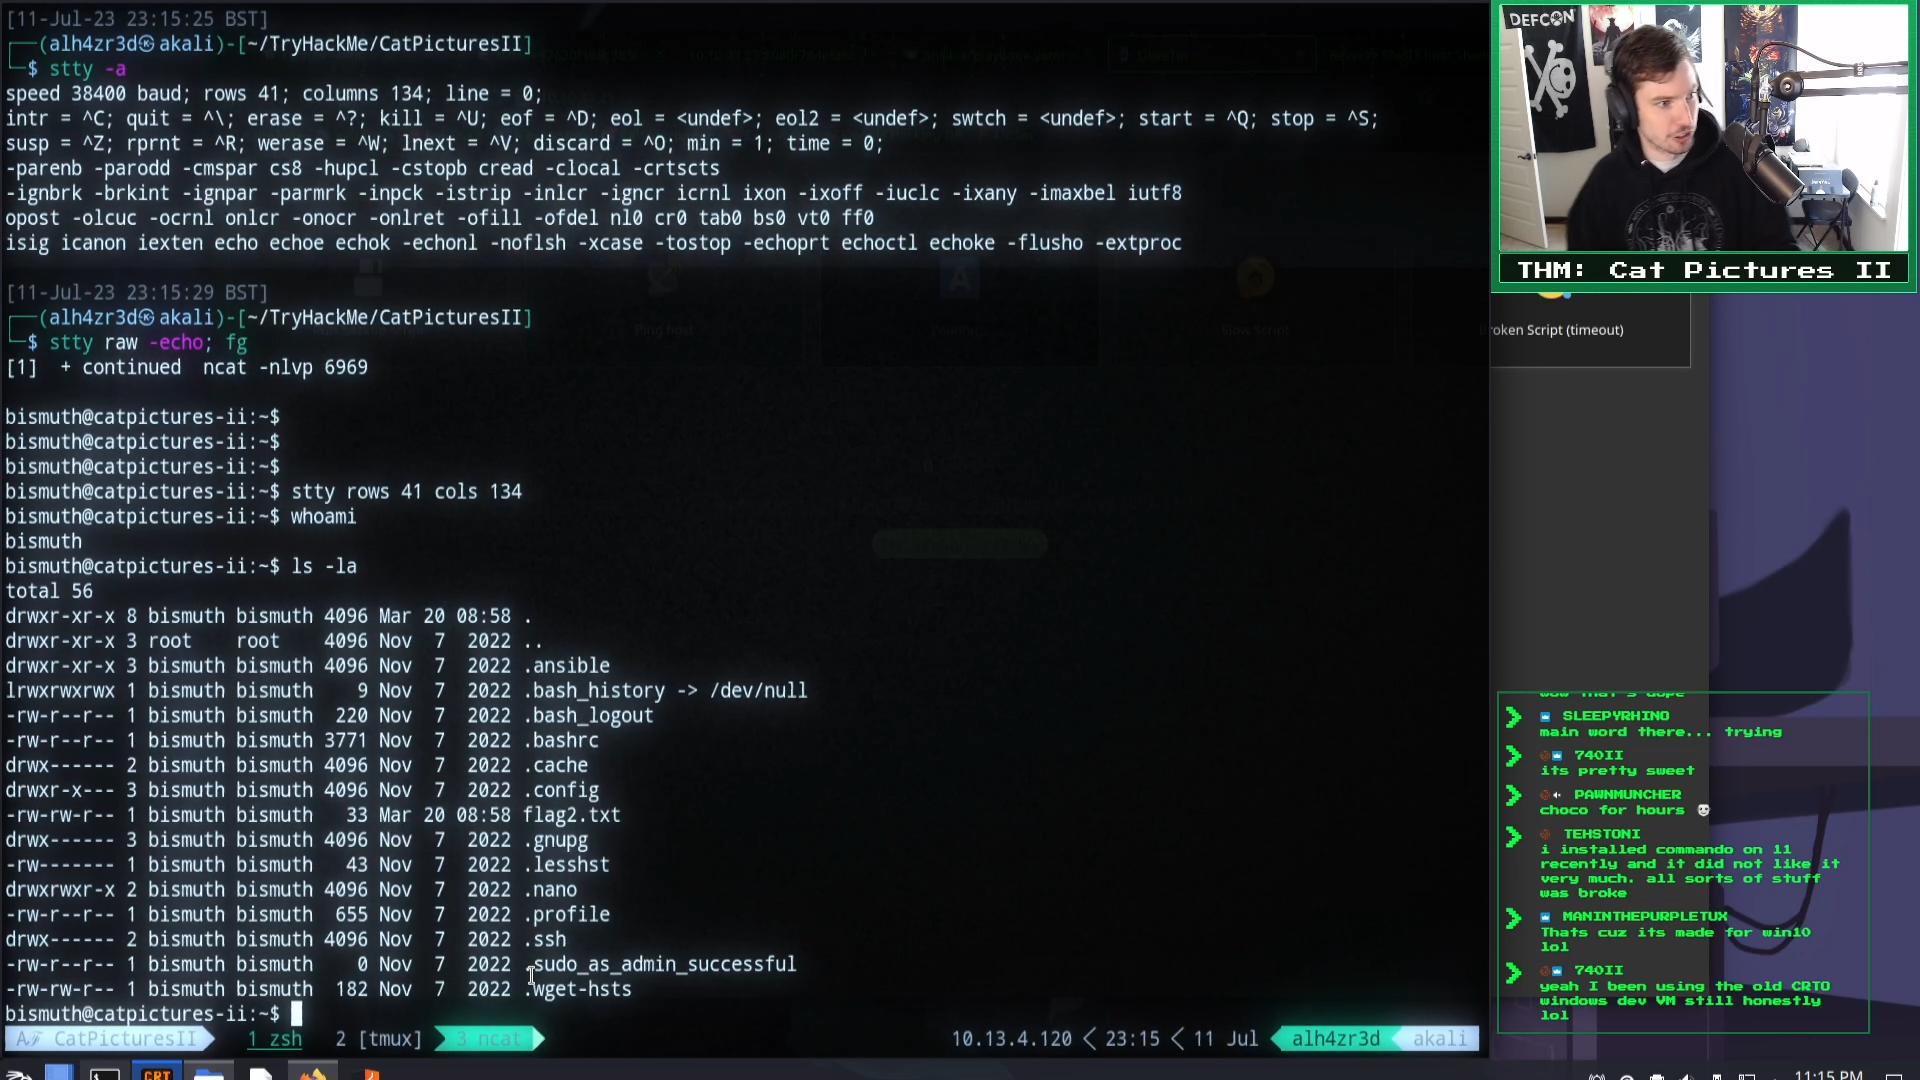 [11-Jul-23 23:15:25 BST]
┌──(alh4zr3d㉿akali)-[~/TryHackMe/CatPicturesII]
└─$ stty -a
speed 38400 baud; rows 41; columns 134; line = 0;
intr = ^C; quit = ^\; erase = ^?; kill = ^U; eof = ^D; eol = <undef>; eol2 = <undef>; swtch = <undef>; start = ^Q; stop = ^S;
susp = ^Z; rprnt = ^R; werase = ^W; lnext = ^V; discard = ^O; min = 1; time = 0;
-parenb -parodd -cmspar cs8 -hupcl -cstopb cread -clocal -crtscts
-ignbrk -brkint -ignpar -parmrk -inpck -istrip -inlcr -igncr icrnl ixon -ixoff -iuclc -ixany -imaxbel iutf8
opost -olcuc -ocrnl onlcr -onocr -onlret -ofill -ofdel nl0 cr0 tab0 bs0 vt0 ff0
isig icanon iexten echo echoe echok -echonl -noflsh -xcase -tostop -echoprt echoctl echoke -flusho -extproc
[11-Jul-23 23:15:29 BST]
┌──(alh4zr3d㉿akali)-[~/TryHackMe/CatPicturesII]
└─$ stty raw -echo; fg
[1]  + continued  ncat -nlvp 6969
bismuth@catpictures-ii:~$
bismuth@catpictures-ii:~$
bismuth@catpictures-ii:~$
bismuth@catpictures-ii:~$ stty rows 41 cols 134
bismuth@catpictures-ii:~$ whoami
bismuth
bismuth@catpictures-ii:~$ ls -la
total 56
drwxr-xr-x 8 bismuth bismuth 4096 Mar 20 08:58 .
drwxr-xr-x 3 root    root    4096 Nov  7  2022 ..
drwxr-xr-x 3 bismuth bismuth 4096 Nov  7  2022 .ansible
lrwxrwxrwx 1 bismuth bismuth    9 Nov  7  2022 .bash_history -> /dev/null
-rw-r--r-- 1 bismuth bismuth  220 Nov  7  2022 .bash_logout
-rw-r--r-- 1 bismuth bismuth 3771 Nov  7  2022 .bashrc
drwx------ 2 bismuth bismuth 4096 Nov  7  2022 .cache
drwxr-x--- 3 bismuth bismuth 4096 Nov  7  2022 .config
-rw-rw-r-- 1 bismuth bismuth   33 Mar 20 08:58 flag2.txt
drwx------ 3 bismuth bismuth 4096 Nov  7  2022 .gnupg
-rw------- 1 bismuth bismuth   43 Nov  7  2022 .lesshst
drwxrwxr-x 2 bismuth bismuth 4096 Nov  7  2022 .nano
-rw-r--r-- 1 bismuth bismuth  655 Nov  7  2022 .profile
drwx------ 2 bismuth bismuth 4096 Nov  7  2022 .ssh
-rw-r--r-- 1 bismuth bismuth    0 Nov  7  2022 .sudo_as_admin_successful
-rw-rw-r-- 1 bismuth bismuth  182 Nov  7  2022 .wget-hsts
bismuth@catpictures-ii:~$
CatPicturesII 1 zsh 2 [tmux] 3 ncat 10.13.4.120 < 23:15 < 11 Jul alh4zr3d akali
DEFCON
THM: Cat Pictures II
Ping host
Slow Script
roken Script (timeout)
wow that's dope
SLEEPYRHINO
main word there... trying
740II
its pretty sweet
PAWNMUNCHER
choco for hours
TEHSTONI
i installed commando on 11
recently and it did not like it
very much. all sorts of stuff
was broke
MANINTHEPURPLETUX
Thats cuz its made for win10
lol
740II
yeah I been using the old CRTO
windows dev VM still honestly
lol
CRT
11:15 PM